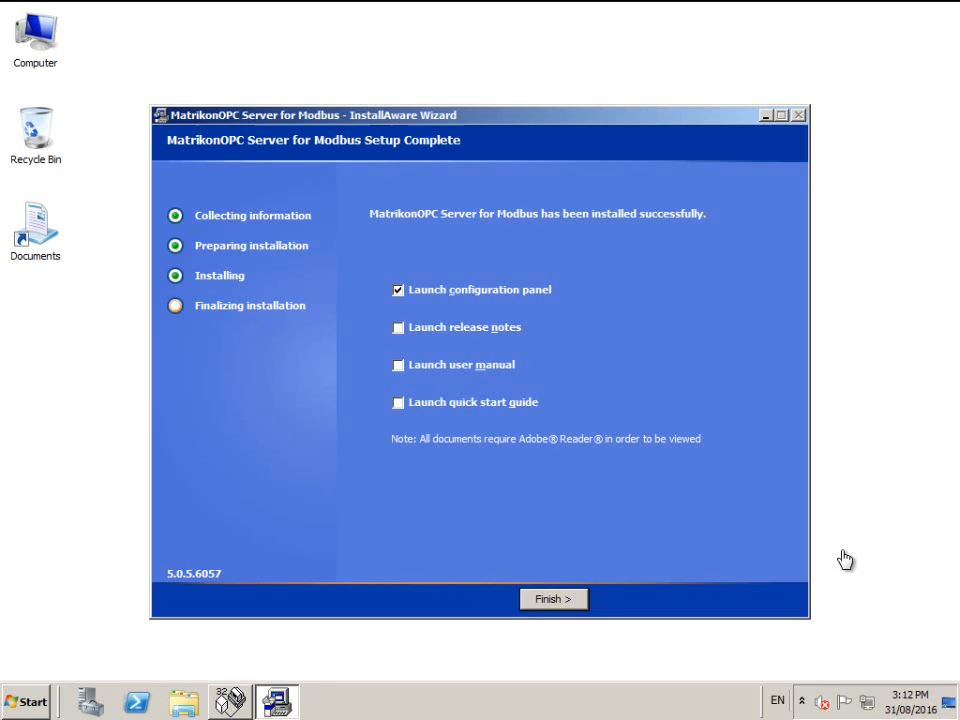 Computer
Recycle Bin
Documents
MatrikonOPC Server for Modbus - InstallAware Wizard
MatrikonOPC Server for Modbus Setup Complete
Collecting information
Preparing installation
Installing
Finalizing installation
MatrikonOPC Server for Modbus has been installed successfully.
Launch configuration panel
Launch release notes
Launch user manual
Launch quick start guide
Note: All documents require Adobe® Reader® in order to be viewed
5.0.5.6057
Finish >
Start
32
EN
3:12 PM
31/08/2016